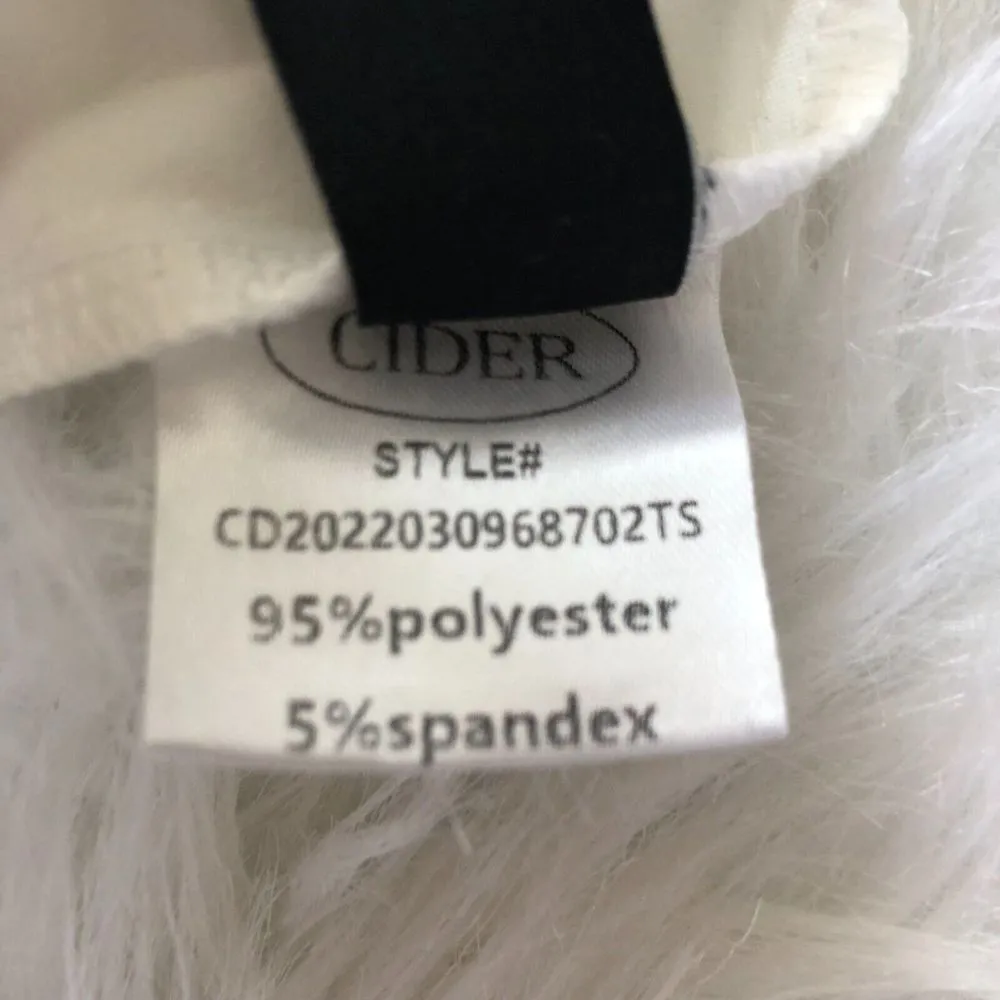 CIDER
STYLE#
CD2022030968702TS
95%polyester
5%spandex